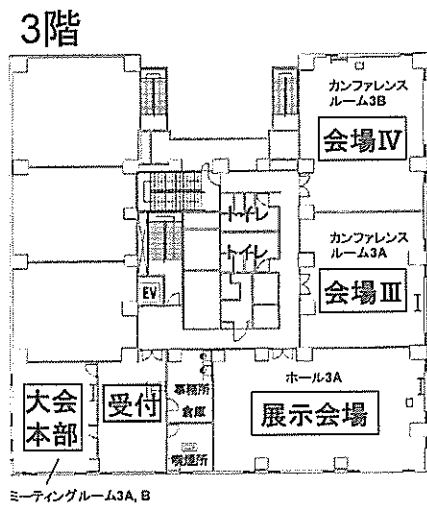 3階
カンファレンス
ルーム3B
会場Ⅳ
トイレ
カンファレンス
ルーム3A
トイレ
会場Ⅲ
EV
ホール3A
大会
本部
受付
事務所
倉庫
展示会場
喫煙所
ミーティングルーム3A, B